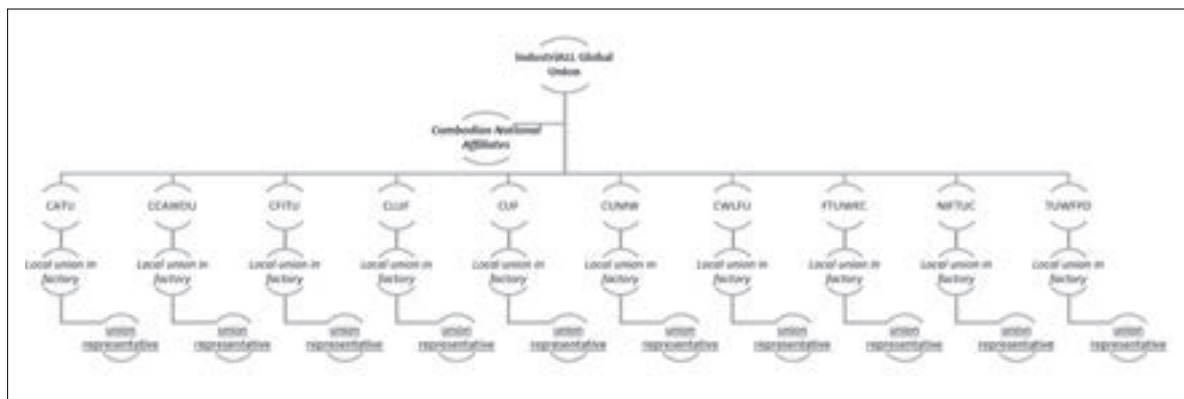 IndustriALL Global
Union
Cambodian National
Affiliates
CATU CCAWDU CFITU CLUF CUF CUMW CWLFU FTUWKC NIFTUC TUWFPD
Local union in Local union in Local union in Local union in Local union in Local union in Local union in Local union in Local union in Local union in
factory factory factory factory factory factory factory factory factory factory
union union union union union union union union union union
representative representative representative representative representative representative representative representative representative representative